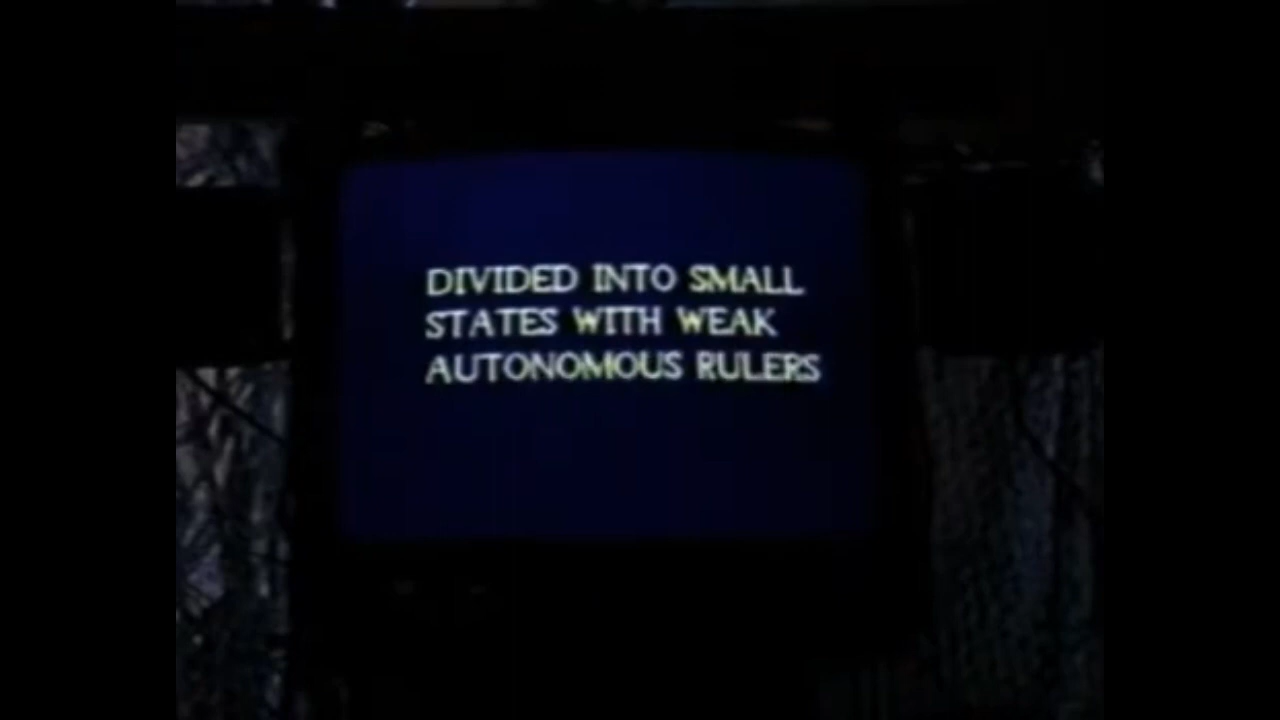 DIVIDED INTO SMALL
STATES WITH WEAK
AUTONOMOUS RULERS